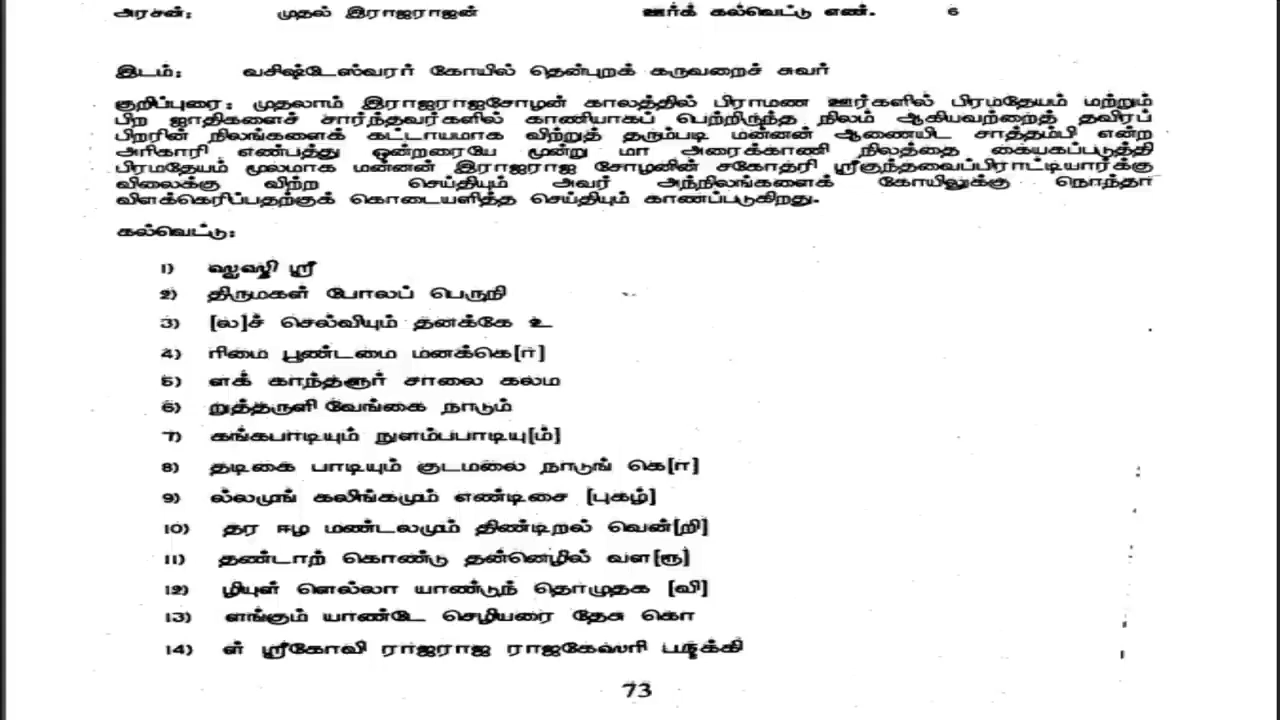 அரசன்: முதல் இராஜராஜன் ஊர்க் கல்வெட்டு எண். 6
இடம்: வசிஷ்டேஸ்வரர் கோயில் தென்புறக் கருவறைச் சுவர்
குறிப்புரை: முதலாம் இராஜராஜசோழன் காலத்தில் பிராமண ஊர்களில் பிரமதேயம் மற்றும்
பிற ஜாதிகளைச் சார்ந்தவர்களில் காணியாகப் பெற்றிருந்த நிலம் ஆகியவற்றைத் தவிரப்
பிறரின் நிலங்களைக் கட்டாயமாக விற்றுத் தரும்படி மன்னன் ஆணையிட சாத்தம்பி என்ற
அரிகாரி எண்பத்து ஒன்றரையே மூன்று மா அரைக்காணி நிலத்தை கையகப்படுத்தி
பிரமதேயம் மூலமாக மன்னன் இராஜராஜ சோழனின் சகோதரி ஸ்ரீகுந்தவைப்பிராட்டியார்க்கு
விலைக்கு விற்ற செய்தியும் அவர் அந்நிலங்களைக் கோயிலுக்கு நொந்தா
விளக்கெரிப்பதற்குக் கொடையளித்த செய்தியும் காணப்படுகிறது.
கல்வெட்டு:
1) ஸ்வஸ்தி ஸ்ரீ
2) திருமகள் போலப் பெருநி
3) [ல]ச் செல்வியும் தனக்கே உ
4) ரிமை பூண்டமை மனக்கெ[ா]
5) ளக் காந்தளுர் சாலை கலம
6) றுத்தருளி வேங்கை நாடும்
7) கங்கபாடியும் நுளம்பபாடியு[ம்]
8) தடிகை பாடியும் குடமலை நாடுங் கெ[ா]
9) ல்லமுங் கலிங்கமும் எண்டிசை [புகழ்]
10) தர ஈழ மண்டலமும் திண்டிறல் வென்[றி]
11) தண்டாற் கொண்டு தன்னெழில் வள[ரூ]
12) ழியுள் ளெல்லா யாண்டுந் தொழுதக [வி]
13) ளங்கும் யாண்டே செழியரை தேசு கொ
14) ள் ஸ்ரீகோவி ராஜராஜ ராஜகேஸரி
73